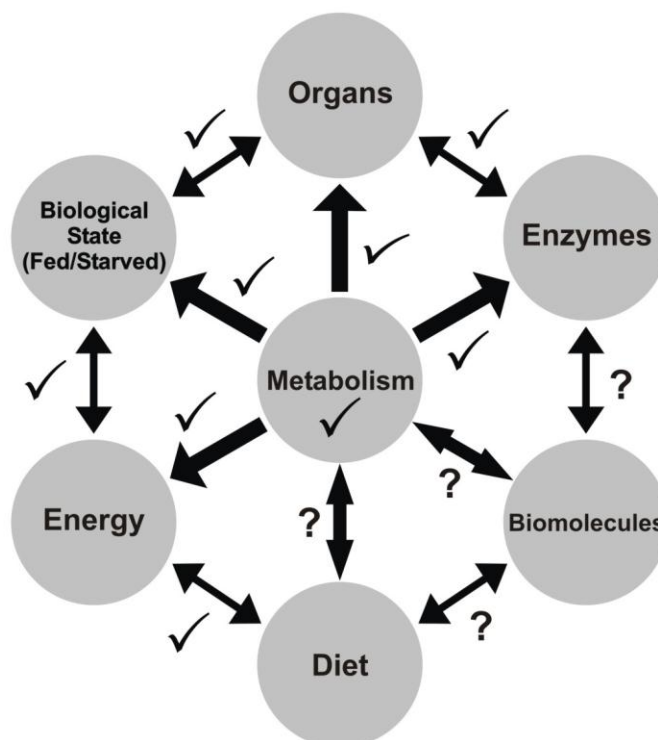 Organs
Biological
State
(Fed/Starved)
Enzymes
Metabolism
?
?
?
Energy
Biomolecules
?
Diet